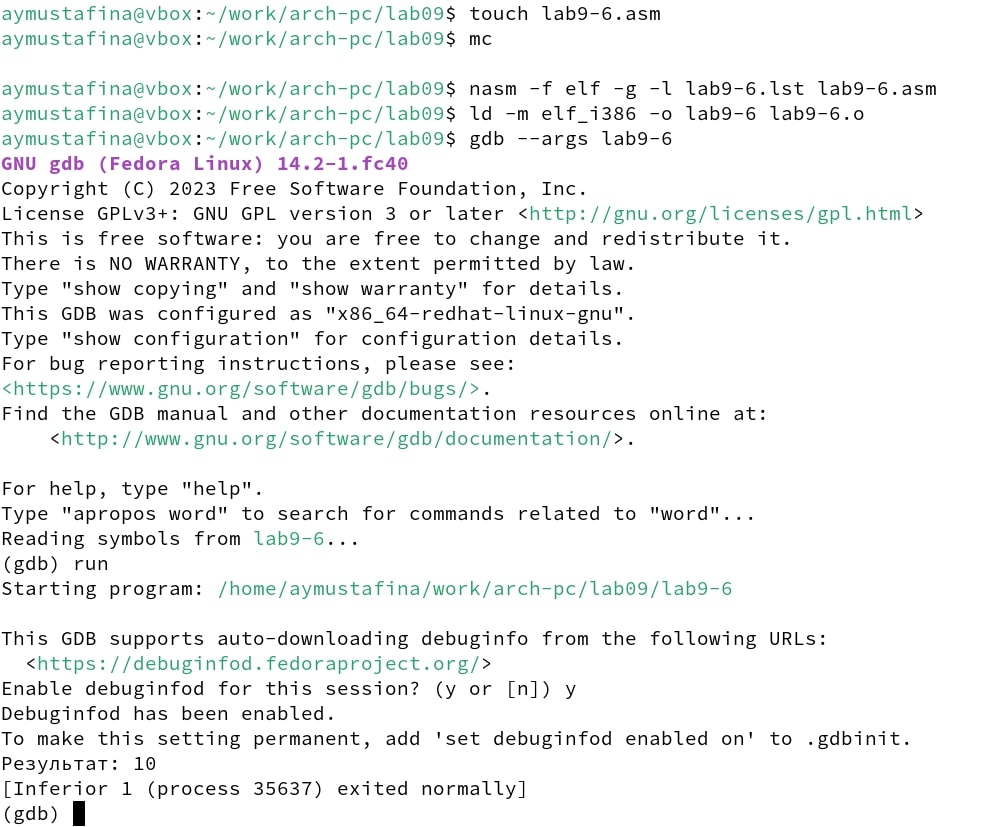 aymustafina@vbox:~/work/arch-pc/lab09$ touch lab9-6.asm
aymustafina@vbox:~/work/arch-pc/lab09$ mc
aymustafina@vbox:~/work/arch-pc/lab09$ nasm -f elf -g -l lab9-6.lst lab9-6.asm
aymustafina@vbox:~/work/arch-pc/lab09$ ld -m elf_i386 -o lab9-6 lab9-6.o
aymustafina@vbox:~/work/arch-pc/lab09$ gdb --args lab9-6
GNU gdb (Fedora Linux) 14.2-1.fc40
Copyright (C) 2023 Free Software Foundation, Inc.
License GPLv3+: GNU GPL version 3 or later <http://gnu.org/licenses/gpl.html>
This is free software: you are free to change and redistribute it.
There is NO WARRANTY, to the extent permitted by law.
Type "show copying" and "show warranty" for details.
This GDB was configured as "x86_64-redhat-linux-gnu".
Type "show configuration" for configuration details.
For bug reporting instructions, please see:
<https://www.gnu.org/software/gdb/bugs/>.
Find the GDB manual and other documentation resources online at:
    <http://www.gnu.org/software/gdb/documentation/>.
For help, type "help".
Type "apropos word" to search for commands related to "word"...
Reading symbols from lab9-6...
(gdb) run
Starting program: /home/aymustafina/work/arch-pc/lab09/lab9-6
This GDB supports auto-downloading debuginfo from the following URLs:
  <https://debuginfod.fedoraproject.org/>
Enable debuginfod for this session? (y or [n]) y
Debuginfod has been enabled.
To make this setting permanent, add 'set debuginfod enabled on' to .gdbinit.
Результат: 10
[Inferior 1 (process 35637) exited normally]
(gdb)